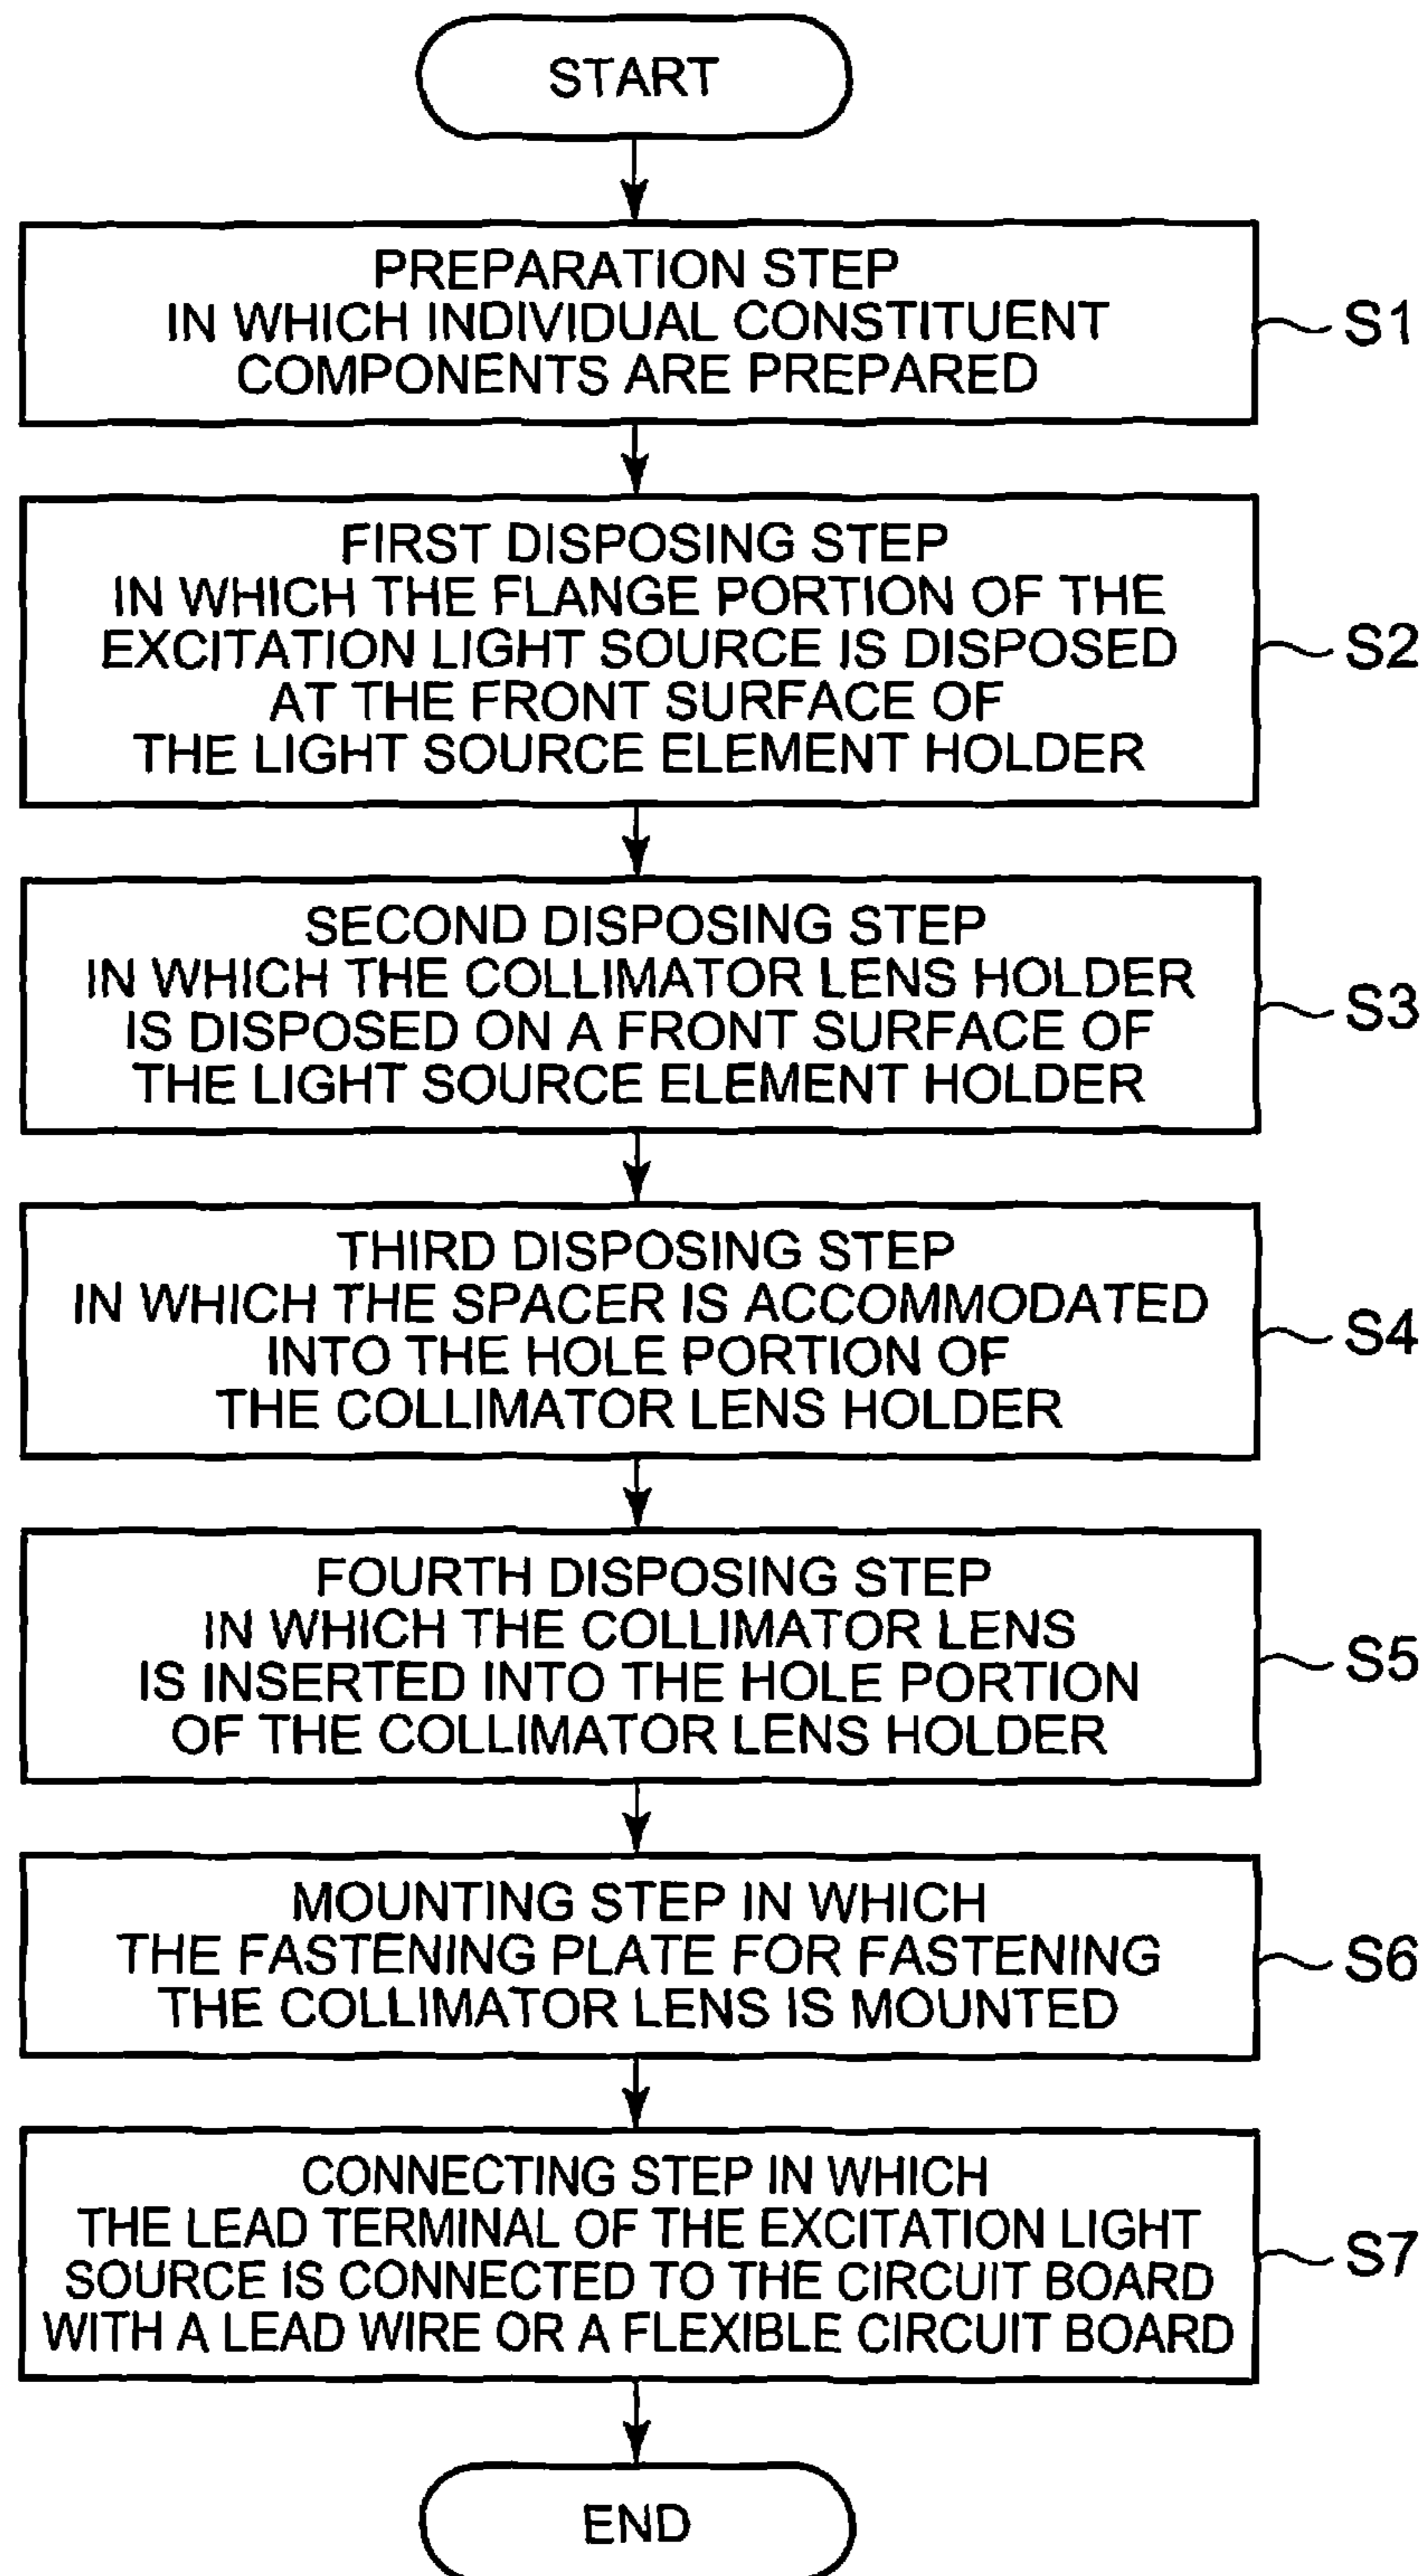 START
PREPARATION STEP
IN WHICH INDIVIDUAL CONSTITUENT
COMPONENTS ARE PREPARED
S1
FIRST DISPOSING STEP
IN WHICH THE FLANGE PORTION OF THE
EXCITATION LIGHT SOURCE IS DISPOSED
AT THE FRONT SURFACE OF
THE LIGHT SOURCE ELEMENT HOLDER
S2
SECOND DISPOSING STEP
IN WHICH THE COLLIMATOR LENS HOLDER
IS DISPOSED ON A FRONT SURFACE OF
THE LIGHT SOURCE ELEMENT HOLDER
S3
THIRD DISPOSING STEP
IN WHICH THE SPACER IS ACCOMMODATED
INTO THE HOLE PORTION OF
THE COLLIMATOR LENS HOLDER
S4
FOURTH DISPOSING STEP
IN WHICH THE COLLIMATOR LENS
IS INSERTED INTO THE HOLE PORTION
OF THE COLLIMATOR LENS HOLDER
S5
MOUNTING STEP IN WHICH
THE FASTENING PLATE FOR FASTENING
THE COLLIMATOR LENS IS MOUNTED
S6
CONNECTING STEP IN WHICH
THE LEAD TERMINAL OF THE EXCITATION LIGHT
SOURCE IS CONNECTED TO THE CIRCUIT BOARD
WITH A LEAD WIRE OR A FLEXIBLE CIRCUIT BOARD
S7
END